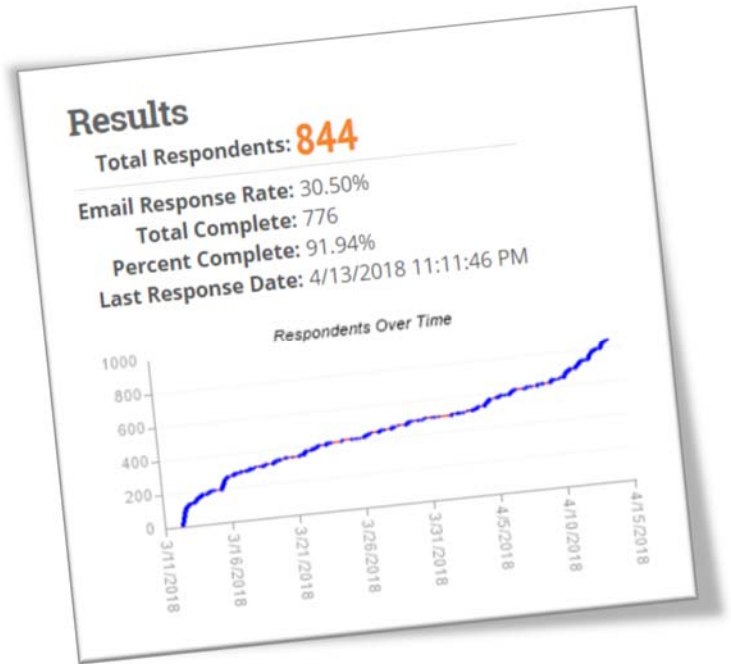 Results
Total Respondents: 844
Email Response Rate: 30.50%
Total Complete: 776
Percent Complete: 91.94%
Last Response Date: 4/13/2018 11:11:46 PM
Respondents Over Time
1000
800
600
400
200
0
3/11/2018
3/16/2018
3/21/2018
3/26/2018
3/31/2018
4/5/2018
4/10/2018
4/15/2018